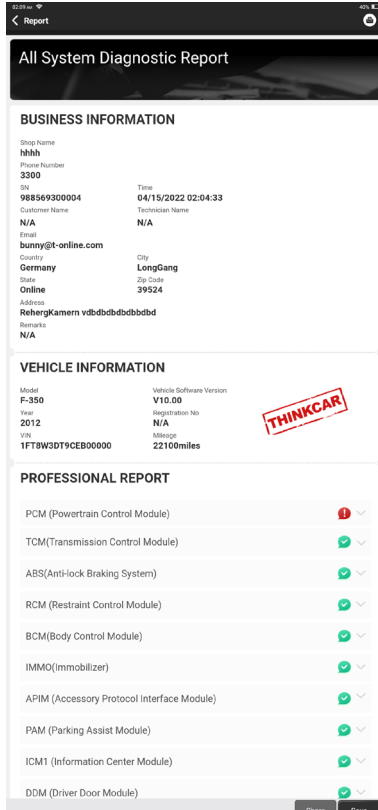 02:09 AM
40%
Report
All System Diagnostic Report
BUSINESS INFORMATION
Shop Name
hhhh
Phone Number
3300
SN Time
988569300004 04/15/2022 02:04:33
Customer Name Technician Name
N/A N/A
Email
bunny@t-online.com
Country City
Germany LongGang
State Zip Code
Online 39524
Address
RehergKamern vdbdbdbdbdbbdbd
Remarks
N/A
VEHICLE INFORMATION
Model Vehicle Software Version
F-350 V10.00
Year Registration No
2012 N/A
VIN Mileage
1FT8W3DT9CEB00000 22100miles
THINKCAR
PROFESSIONAL REPORT
PCM (Powertrain Control Module)
TCM(Transmission Control Module)
ABS(Anti-lock Braking System)
RCM (Restraint Control Module)
BCM(Body Control Module)
IMMO(Immobilizer)
APIM (Accessory Protocol Interface Module)
PAM (Parking Assist Module)
ICM1 (Information Center Module)
DDM (Driver Door Module)
Share Save